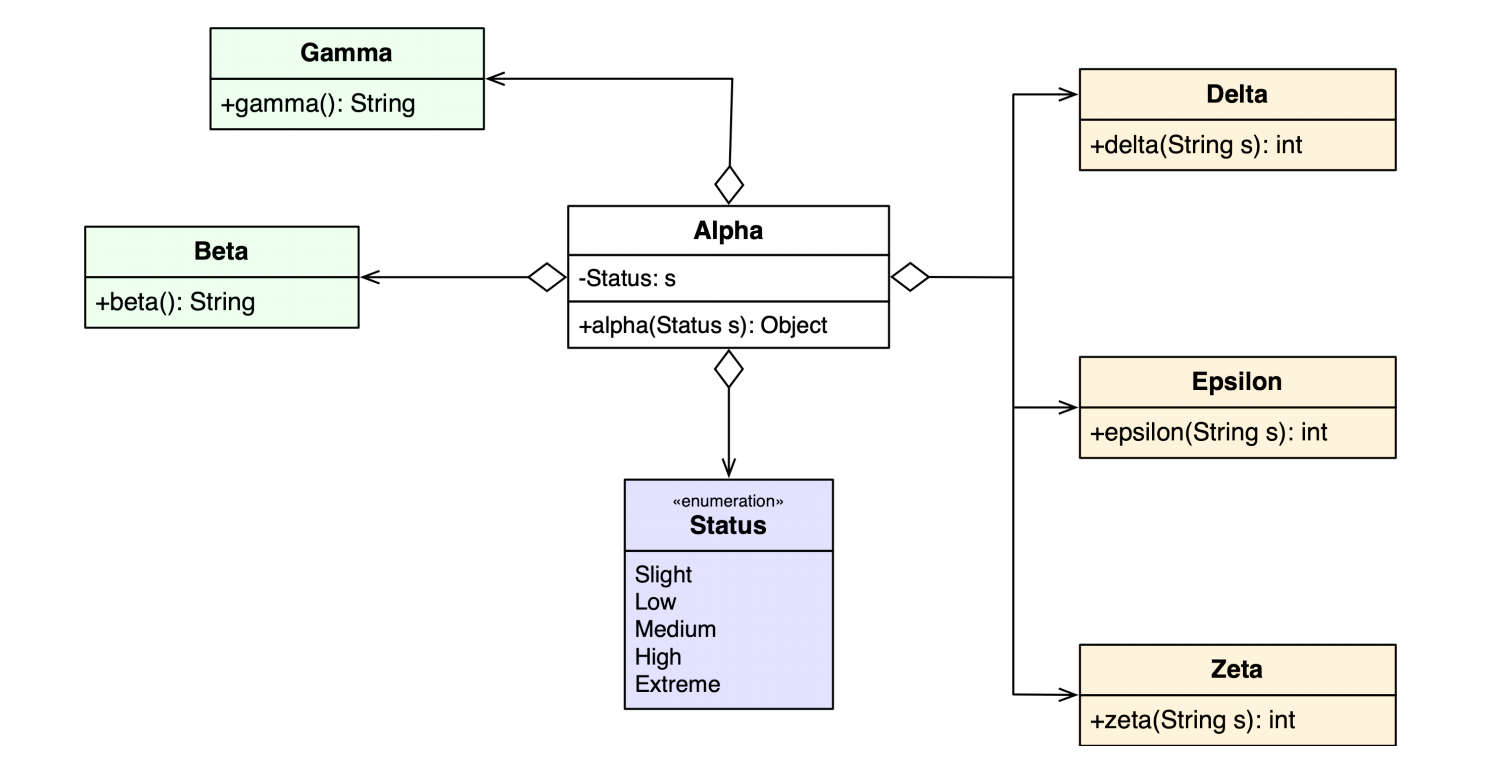 Gamma
+gamma(): String
Delta
+delta(String s): int
Alpha
-Status: s
+alpha(Status s): Object
Beta
+beta(): String
Epsilon
+epsilon(String s): int
«enumeration»
Status
Slight
Low
Medium
High
Extreme
Zeta
+zeta(String s): int